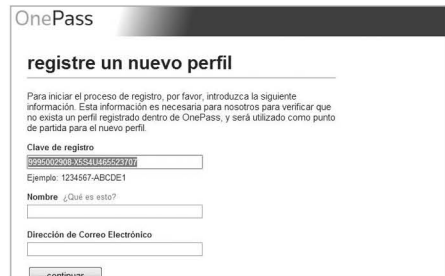 OnePass
registre un nuevo perfil
Para iniciar el proceso de registro, por favor, introduzca la siguiente
información. Esta información es necesaria para nosotros para verificar que
no exista un perfil registrado dentro de OnePass, y será utilizado como punto
de partida para el nuevo perfil.
Clave de registro
9995002908-X5S4U465523707
Ejemplo: 1234567-ABCDE1
Nombre ¿Qué es esto?
Dirección de Correo Electrónico
continuar